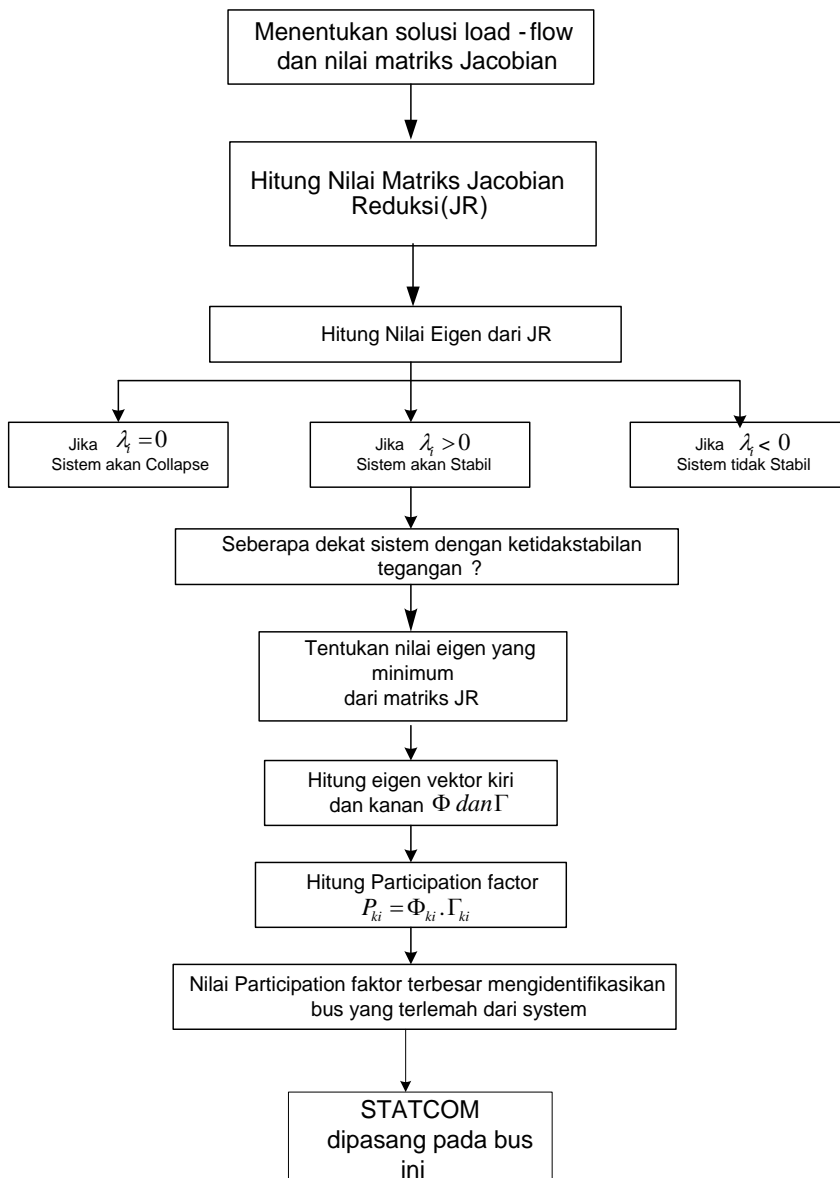 Menentukan solusi load - flow
dan nilai matriks Jacobian
Hitung Nilai Matriks Jacobian
Reduksi(JR)
Hitung Nilai Eigen dari JR
Jika λi = 0
Sistem akan Collapse
Jika λi > 0
Sistem akan Stabil
Jika λi < 0
Sistem tidak Stabil
Seberapa dekat sistem dengan ketidakstabilan
tegangan ?
Tentukan nilai eigen yang
minimum
dari matriks JR
Hitung eigen vektor kiri
dan kanan Φ dan Γ
Hitung Participation factor
Pki = Φki . Γki
Nilai Participation faktor terbesar mengidentifikasikan
bus yang terlemah dari system
STATCOM
dipasang pada bus
ini